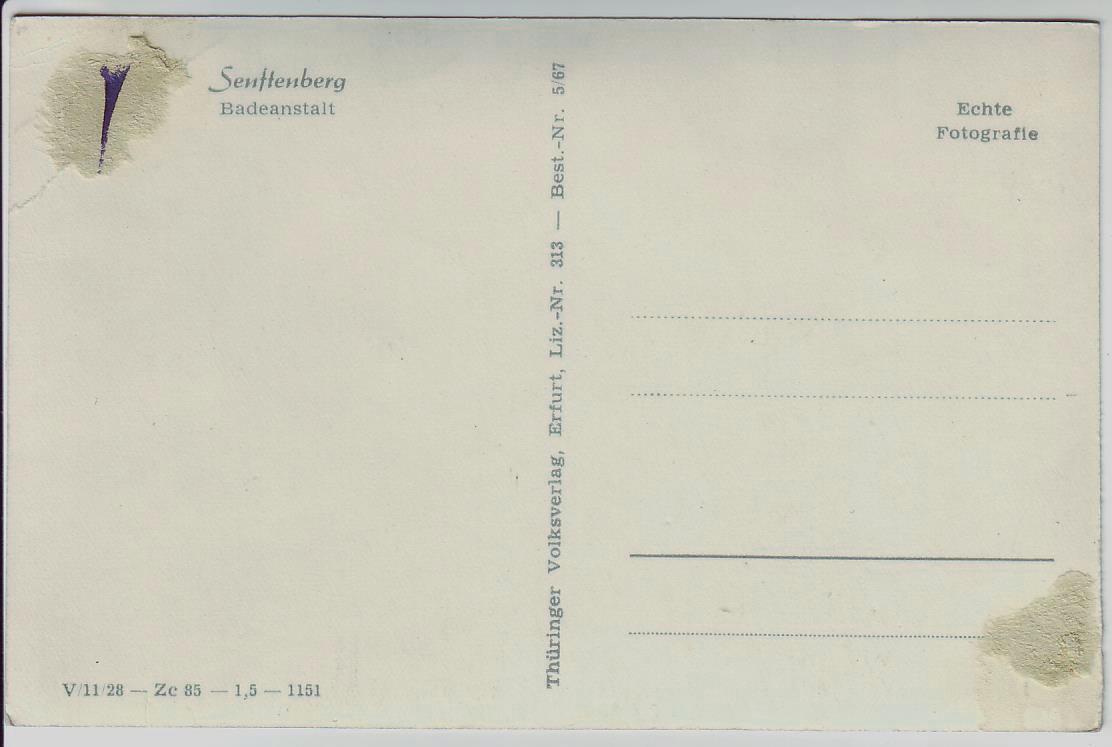 Senftenberg
Badeanstalt
Thüringer Volksverlag, Erfurt, Liz.-Nr. 313 — Best.-Nr. 5/67
Echte
Fotografie
V/11/28 — Zc 85 — 1,5 — 1151